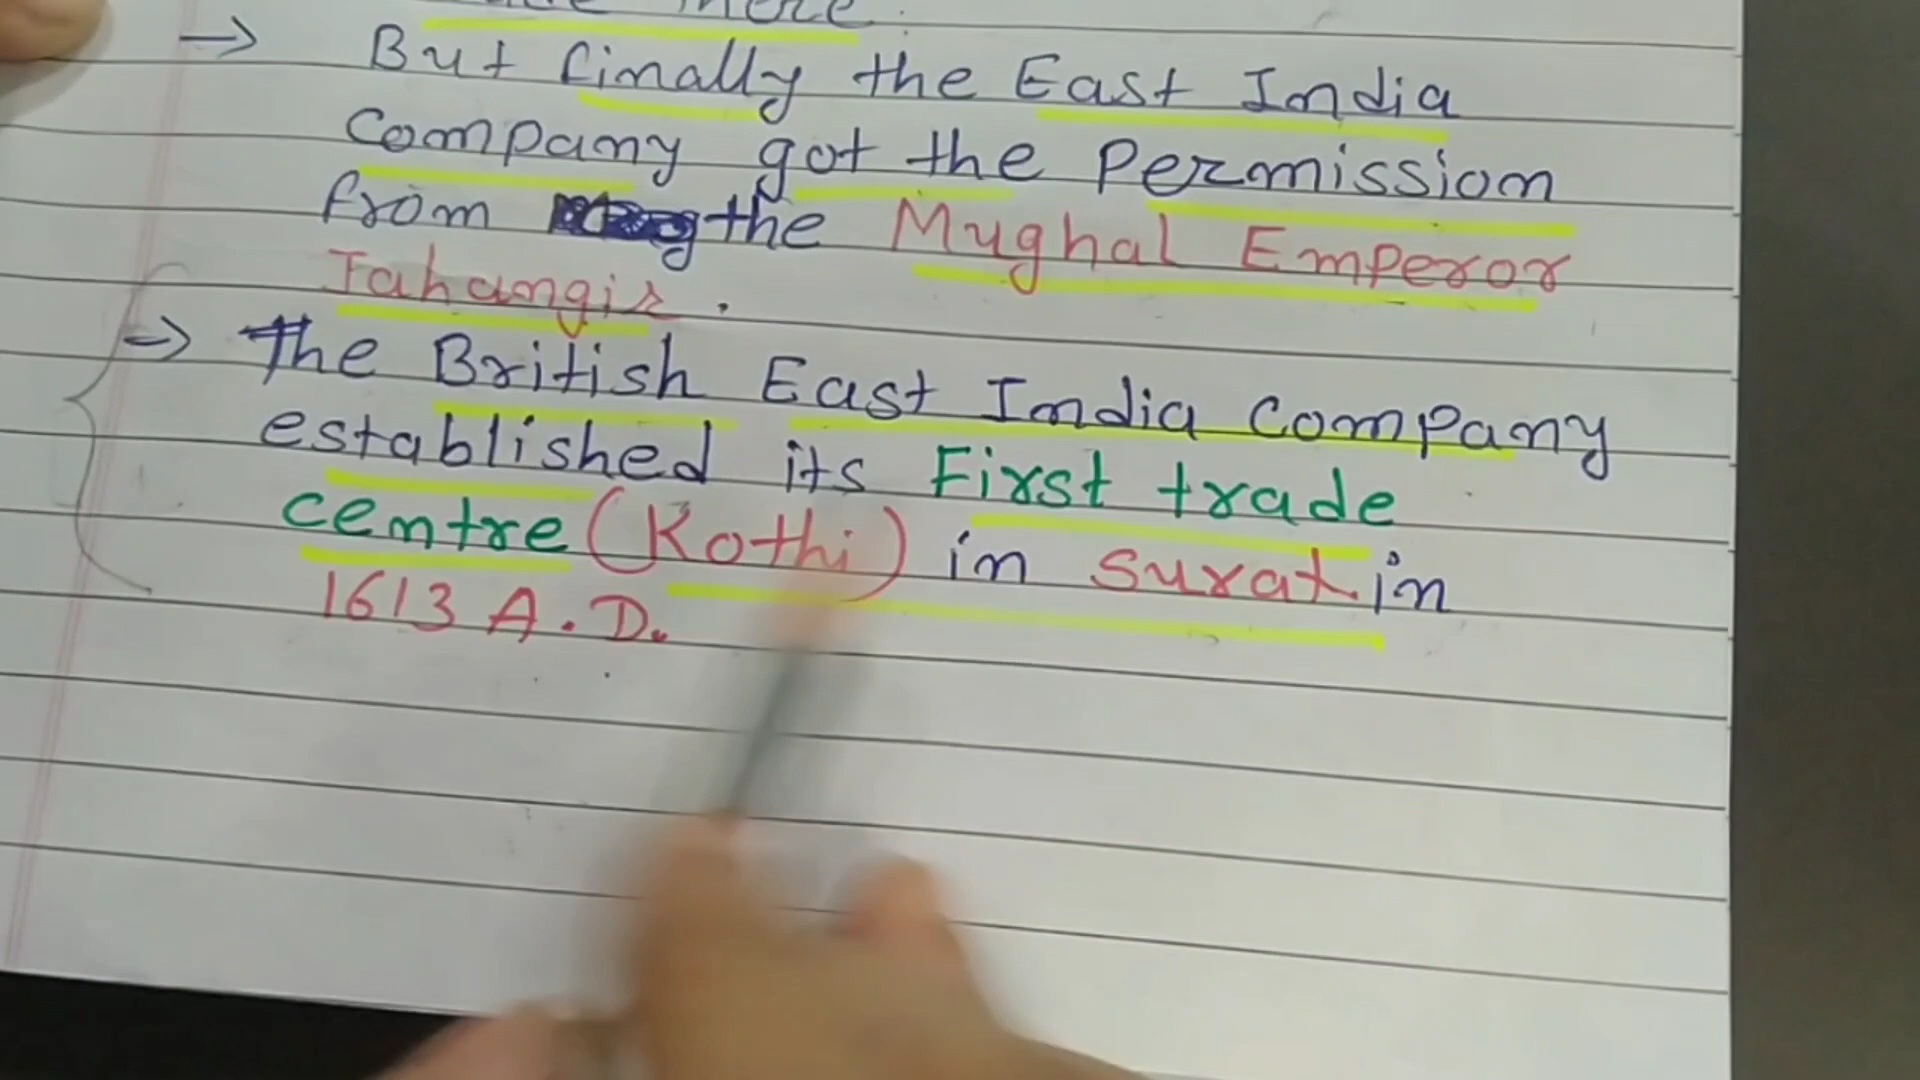 → But finally the East India
Company got the Permission
from the Mughal Emperor
Jahangir.
→ The British East India Company
established its First trade
centre (Kothi) in Surat in
1613 A.D.